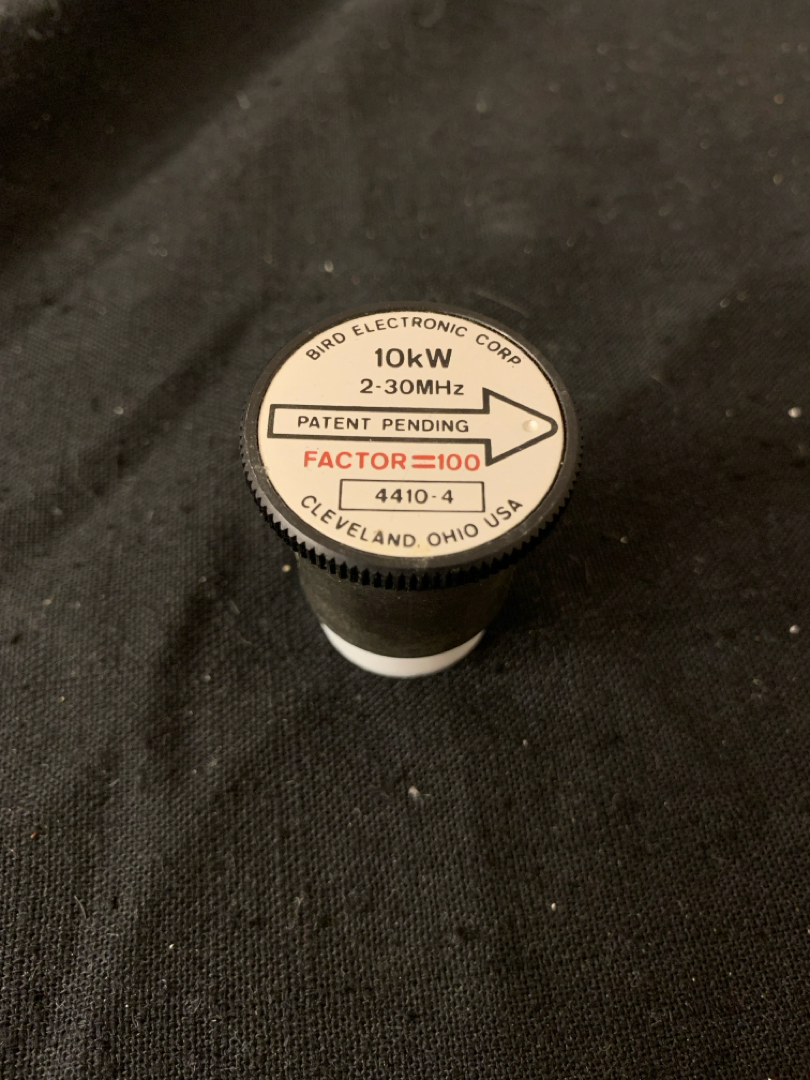 BIRD ELECTRONIC CORP
10kW
2-30MHz
PATENT PENDING
FACTOR=100
4410-4
CLEVELAND, OHIO USA